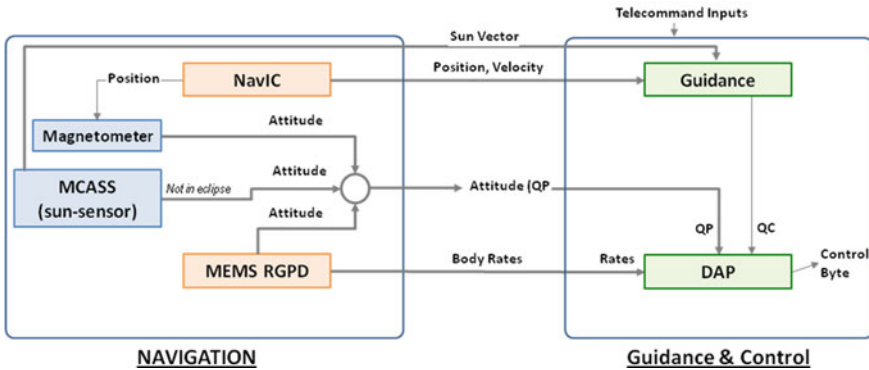 Telecommand Inputs
Sun Vector
Position
NavIC
Position, Velocity
Guidance
Magnetometer
Attitude
MCASS
(sun-sensor)
Not in eclipse
Attitude
Attitude (QP
Attitude
QP
QC
MEMS RGPD
Body Rates
Rates
DAP
Control
Byte
NAVIGATION
Guidance & Control